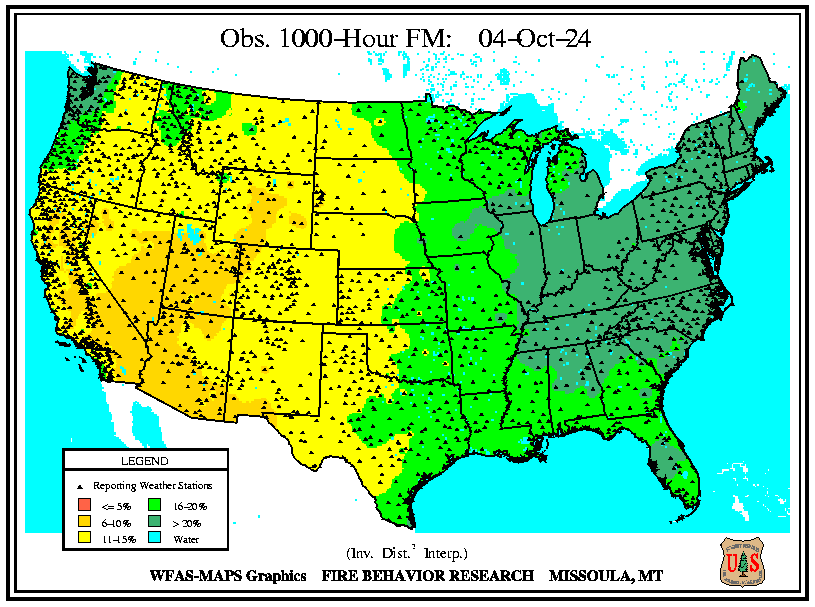 Obs. 1000-Hour FM: 04-Oct-24
LEGEND
Reporting Weather Stations
<= 5%
16-20%
6-10%
> 20%
11-15%
Water
(Inv. Dist.² Interp.)
WFAS-MAPS Graphics FIRE BEHAVIOR RESEARCH MISSOULA, MT
U S